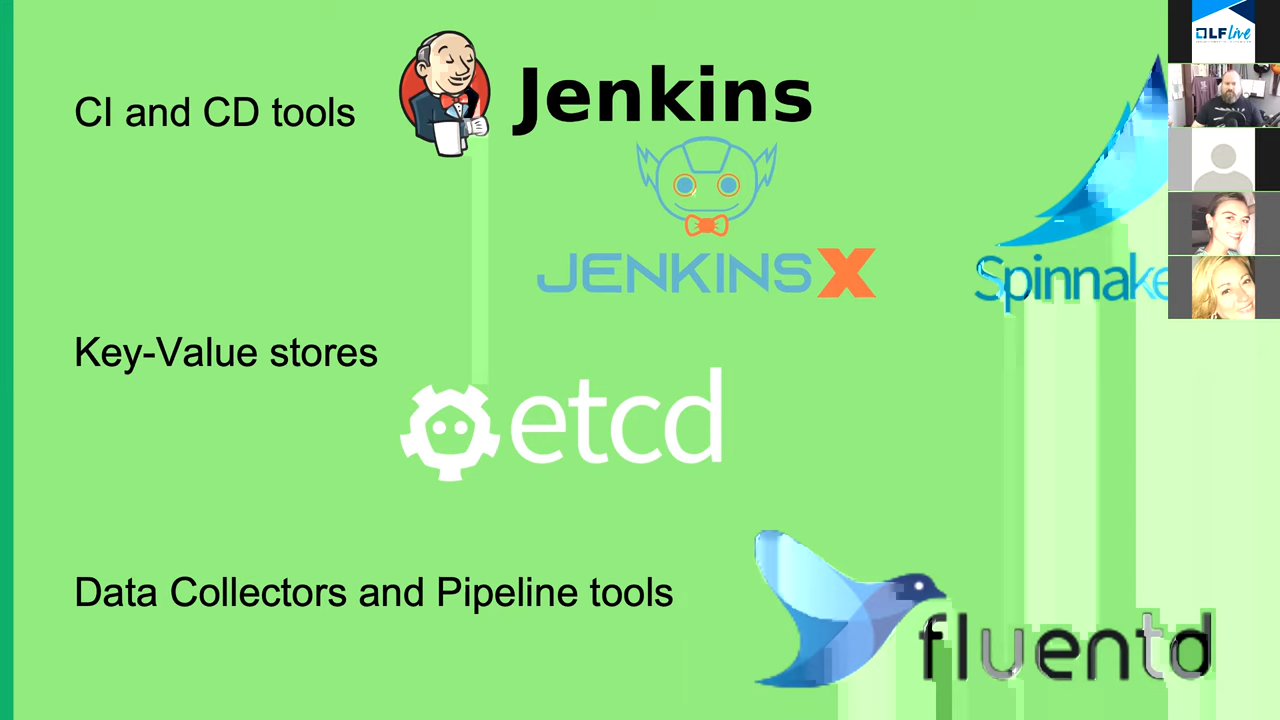 LF Live
CI and CD tools
Jenkins
JENKINS X
Spinnake
Key-Value stores
etcd
Data Collectors and Pipeline tools
fluentd